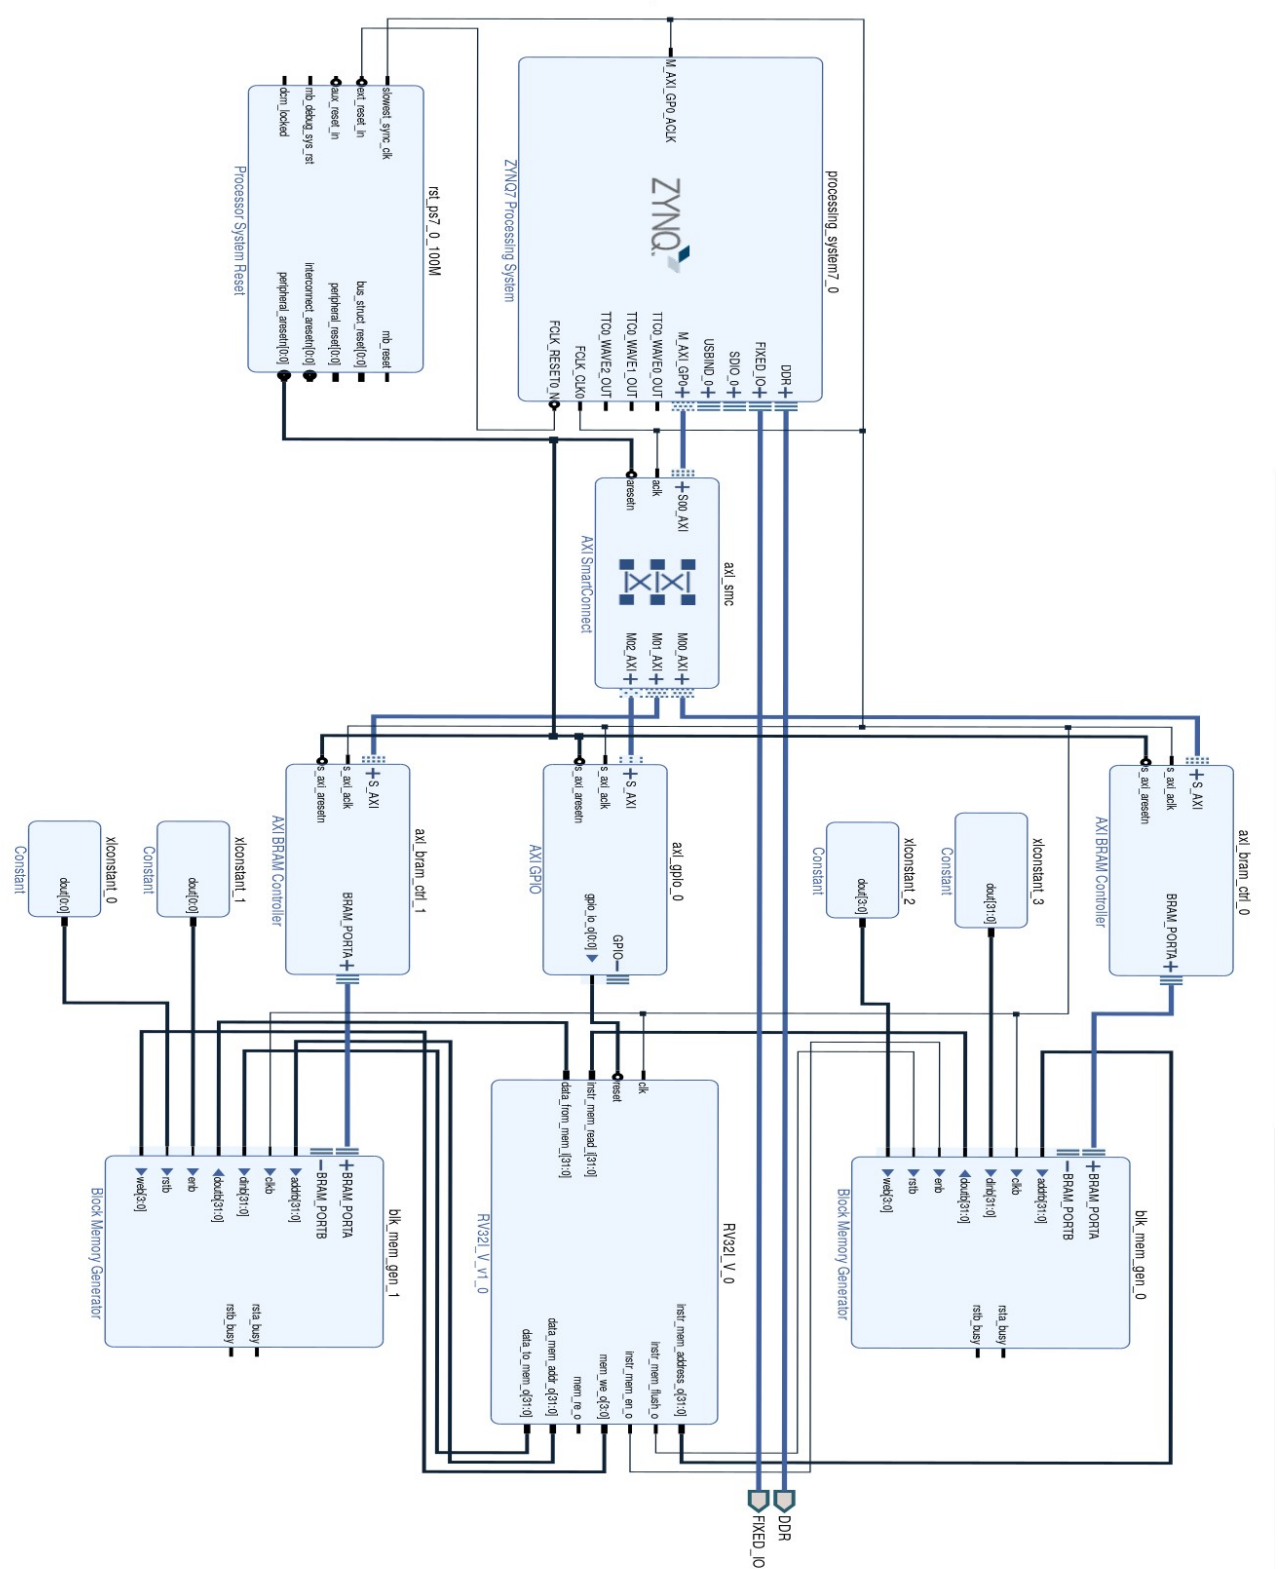 rst_ps7_0_100M
slowest_sync_clk
ext_reset_in
aux_reset_in
mb_debug_sys_rst
dcm_locked
mb_reset
bus_struct_reset[0:0]
peripheral_reset[0:0]
interconnect_aresetn[0:0]
peripheral_aresetn[0:0]
Processor System Reset
processing_system7_0
M_AXI_GP0_ACLK
ZYNQ
DDR
FIXED_IO
SDIO_0
USBIND_0
M_AXI_GP0
TTC0_WAVE0_OUT
TTC0_WAVE1_OUT
TTC0_WAVE2_OUT
FCLK_CLK0
FCLK_RESET0_N
ZYNQ7 Processing System
axi_smc
S00_AXI
aclk
aresetn
M00_AXI
M01_AXI
M02_AXI
AXI SmartConnect
axi_bram_ctrl_0
S_AXI
s_axi_aclk
s_axi_aresetn
BRAM_PORTA
AXI BRAM Controller
xlconstant_3
dout[31:0]
Constant
xlconstant_2
dout[3:0]
Constant
axi_gpio_0
S_AXI
s_axi_aclk
s_axi_aresetn
GPIO
gpio_io_o[0:0]
AXI GPIO
axi_bram_ctrl_1
S_AXI
s_axi_aclk
s_axi_aresetn
BRAM_PORTA
AXI BRAM Controller
xlconstant_1
dout[0:0]
Constant
xlconstant_0
dout[0:0]
Constant
blk_mem_gen_0
BRAM_PORTA
BRAM_PORTB
addrb[31:0]
clkb
dinb[31:0]
doutb[31:0]
enb
rstb
web[3:0]
rsta_busy
rstb_busy
Block Memory Generator
RV32I_V_0
clk
reset
instr_mem_read_i[31:0]
data_from_mem_i[31:0]
instr_mem_address_o[31:0]
instr_mem_flush_o
instr_mem_en_o
mem_we_o[3:0]
mem_re_o
data_mem_addr_o[31:0]
data_to_mem_o[31:0]
RV32I_V_v1_0
blk_mem_gen_1
BRAM_PORTA
BRAM_PORTB
addrb[31:0]
clkb
dinb[31:0]
doutb[31:0]
enb
rstb
web[3:0]
rsta_busy
rstb_busy
Block Memory Generator
DDR
FIXED_IO